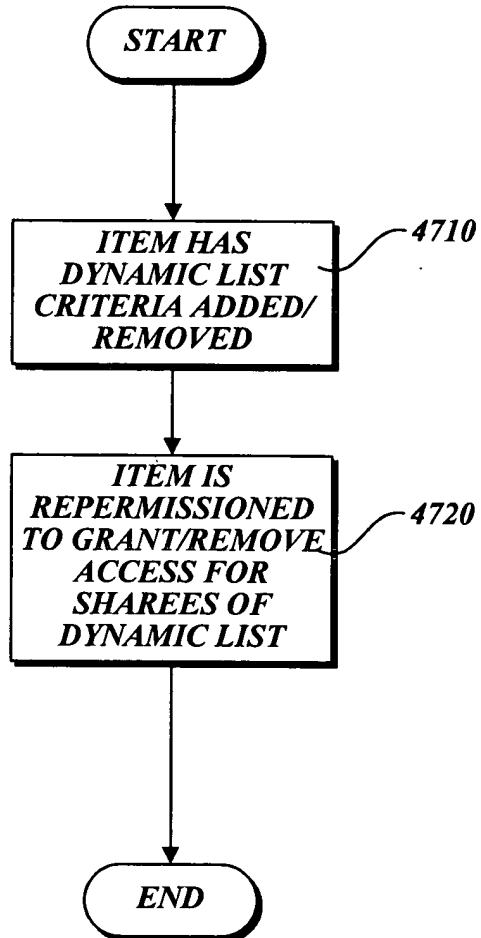 START
ITEM HAS
DYNAMIC LIST
CRITERIA ADDED/
REMOVED
4710
ITEM IS
REPERMISSIONED
TO GRANT/REMOVE
ACCESS FOR
SHAREES OF
DYNAMIC LIST
4720
END